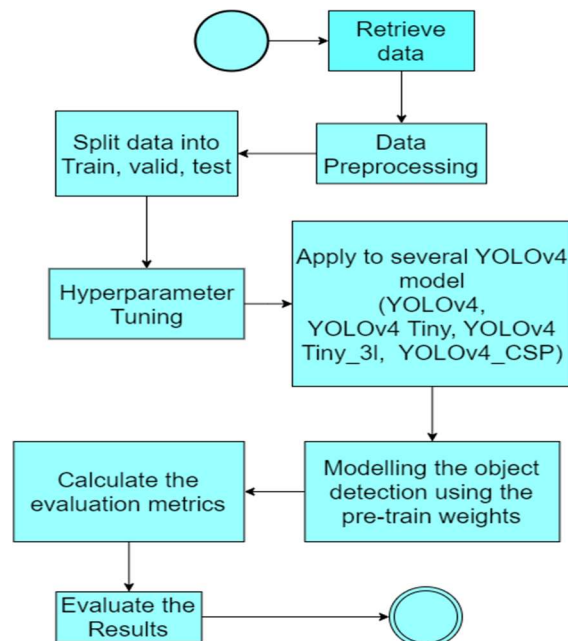 Retrieve
data
Data
Preprocessing
Split data into
Train, valid, test
Hyperparameter
Tuning
Apply to several YOLOv4
model
(YOLOv4,
YOLOv4 Tiny, YOLOv4
Tiny_3l, YOLOv4_CSP)
Modelling the object
detection using the
pre-train weights
Calculate the
evaluation metrics
Evaluate the
Results